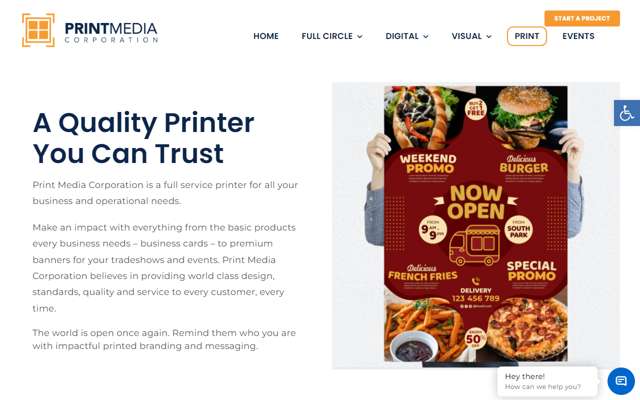 START A PROJECT
PRINTMEDIA
CORPORATION
HOME
FULL CIRCLE
DIGITAL
VISUAL
PRINT
EVENTS
A Quality Printer
You Can Trust
Print Media Corporation is a full service printer for all your
business and operational needs.
Make an impact with everything from the basic products
every business needs – business cards – to premium
banners for your tradeshows and events. Print Media
Corporation believes in providing world class design,
standards, quality and service to every customer, every
time.
The world is open once again. Remind them who you are
with impactful printed branding and messaging.
BUY 2
GET 1
FREE
WEEKEND
PROMO
Delicious
BURGER
NOW
OPEN
FROM
9 AM -
9 PM
FROM
SOUTH
PARK
Delicious
FRENCH FRIES
SPECIAL
PROMO
DELIVERY
123 456 789
50%
OFF
Hey there!
How can we help you?